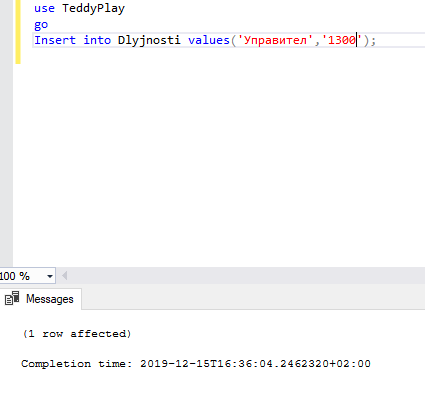 use TeddyPlay
go
Insert into Dlyjnosti values('Управител','1300');
100 %
Messages
(1 row affected)
Completion time: 2019-12-15T16:36:04.2462320+02:00